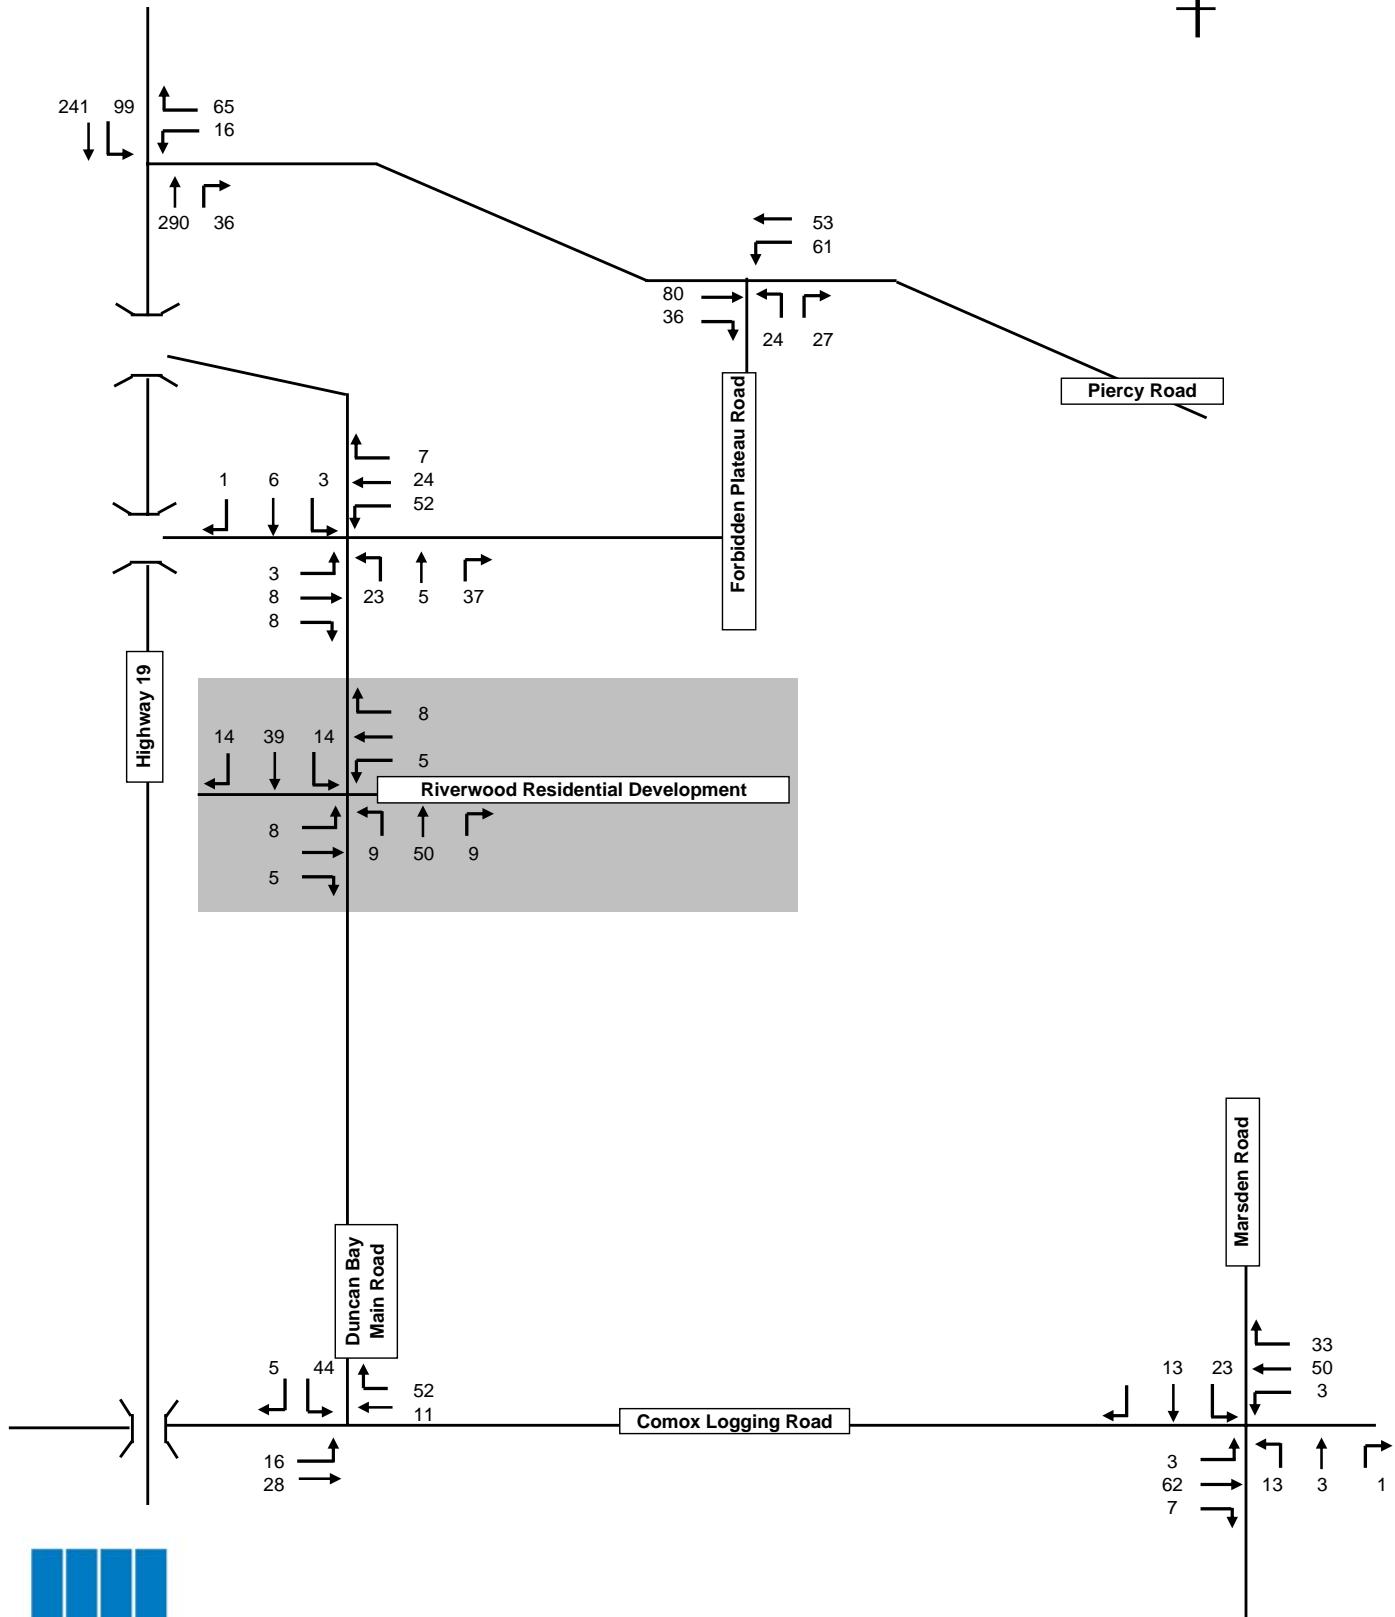 241 99 65
16
290 36
53
61
80
36
24 27
Piercy Road
Forbidden Plateau Road
7
1 6 3 24
52
3
8 23 5 37
8
Highway 19
8
14 39 14
5
Riverwood Residential Development
8
9 50 9
5
Marsden Road
Duncan Bay
Main Road
33
5 44 13 23 50
52 3
11
Comox Logging Road
16 3
28 62 13 3 1
7